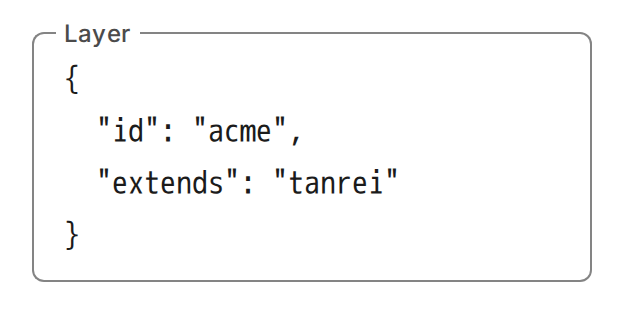 Layer
{
  "id": "acme",
  "extends": "tanrei"
}